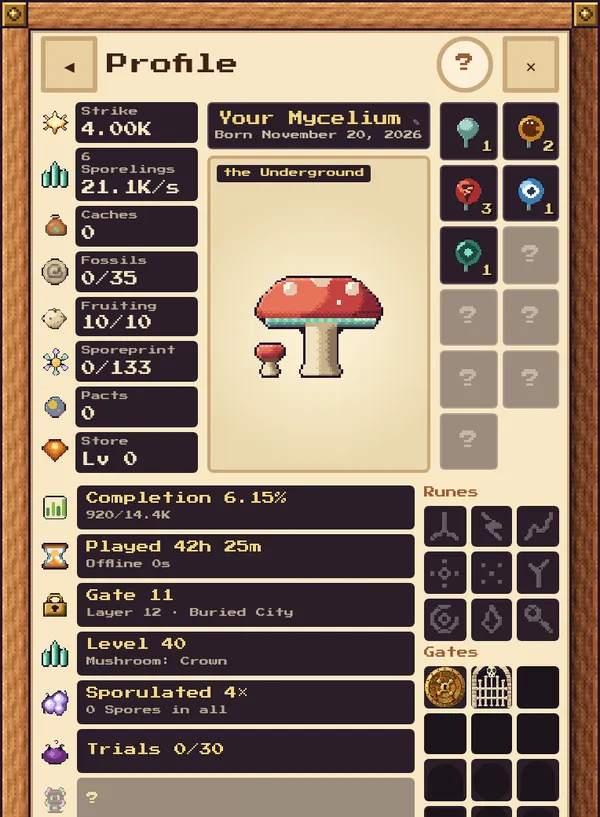 Profile
?
×
Strike
4.00K
6
Sporelings
21.1K/s
Caches
0
Fossils
0/35
Fruiting
10/10
Sporeprint
0/133
Pacts
0
Store
Lv 0
Your Mycelium
Born November 20, 2026
the Underground
1
2
3
1
1
?
?
?
?
?
?
Completion 6.15%
920/14.4K
Played 42h 25m
Offline 0s
Gate 11
Layer 12 · Buried City
Level 40
Mushroom: Crown
Sporulated 4×
0 Spores in all
Trials 0/30
?
Runes
Gates